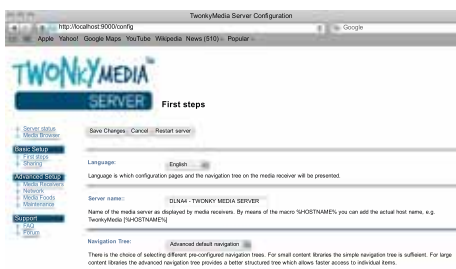 TwonkyMedia Server Configuration
http://localhost:9000/config
Google
Apple Yahoo! Google Maps YouTube Wikipedia News (510) Popular
TWONKYMEDIA™
SERVER
First steps
Server status
Media Browser
Basic Setup
First steps
Sharing
Advanced Setup
Media Receivers
Network
Media Foods
Maintenance
Support
FAQ
Forum
Save Changes Cancel Restart server
Language:
English
Language is which configuration pages and the navigation tree on the media receiver will be presented.
Server name:
DLNA4 - TWONKY MEDIA SERVER
Name of the media server as displayed by media receivers. By means of the macro %HOSTNAME% you can add the actual host name, e.g.
TwonkyMedia [%HOSTNAME%]
Navigation Tree:
Advanced default navigation
There is the choice of selecting different pre-configured navigation trees. For small content libraries the simple navigation tree is suffieient. For large
content libraries the advanced navigation tree provides a better structured tree which allows faster access to individual items.